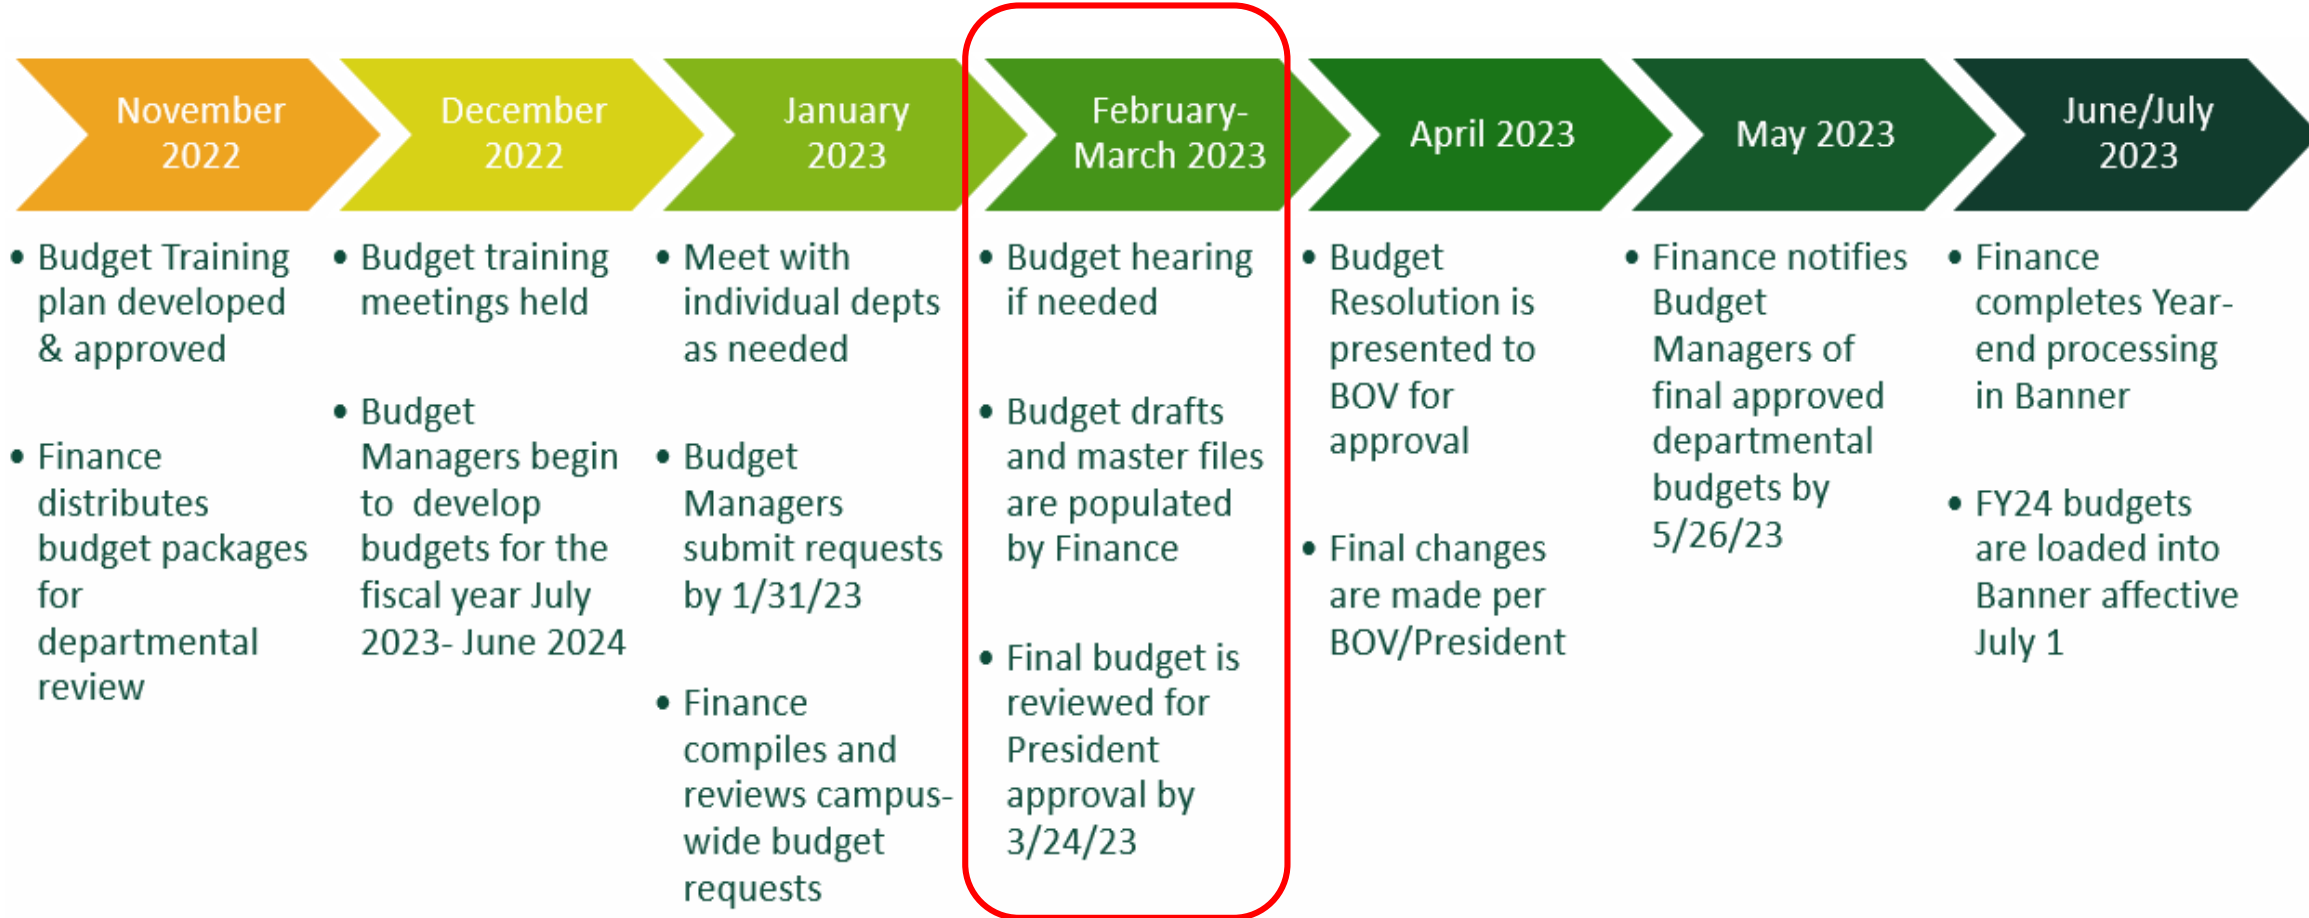 November
2022
• Budget Training
plan developed
& approved
• Finance
distributes
budget packages
for
departmental
review
December
2022
• Budget training
meetings held
• Budget
Managers begin
to develop
budgets for the
fiscal year July
2023- June 2024
January
2023
• Meet with
individual depts
as needed
• Budget
Managers
submit requests
by 1/31/23
• Finance
compiles and
reviews campus-
wide budget
requests
February-
March 2023
• Budget hearing
if needed
• Budget drafts
and master files
are populated
by Finance
• Final budget is
reviewed for
President
approval by
3/24/23
April 2023
• Budget
Resolution is
presented to
BOV for
approval
• Final changes
are made per
BOV/President
May 2023
• Finance notifies
Budget
Managers of
final approved
departmental
budgets by
5/26/23
June/July
2023
• Finance
completes Year-
end processing
in Banner
• FY24 budgets
are loaded into
Banner affective
July 1